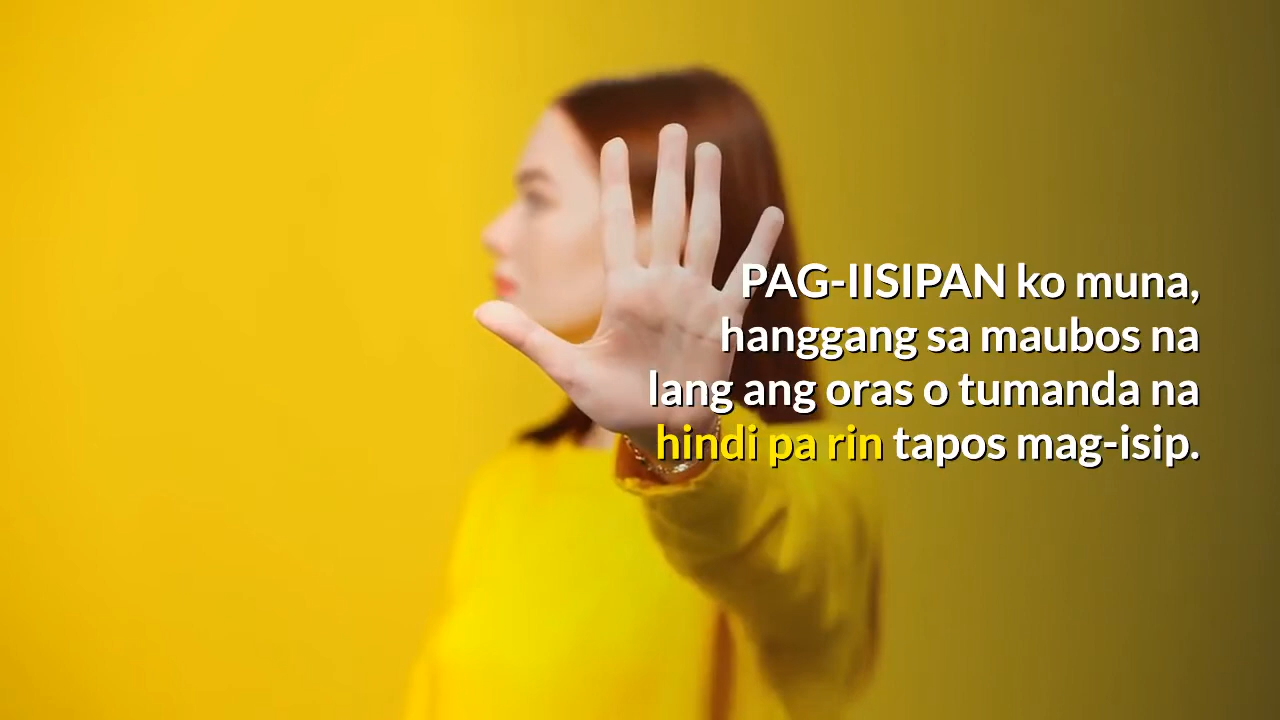 PAG-IISIPAN ko muna,
hanggang sa maubos na
lang ang oras o tumanda na
hindi pa rin tapos mag-isip.